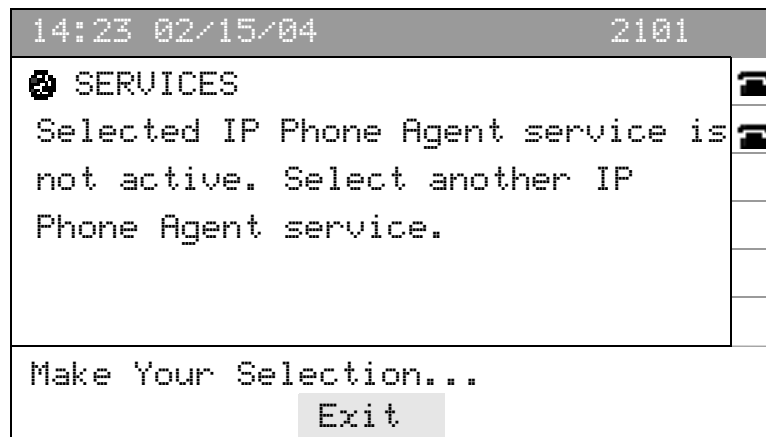 14:23 02/15/04 2101
SERVICES
Selected IP Phone Agent service is
not active. Select another IP
Phone Agent service.
Make Your Selection...
Exit